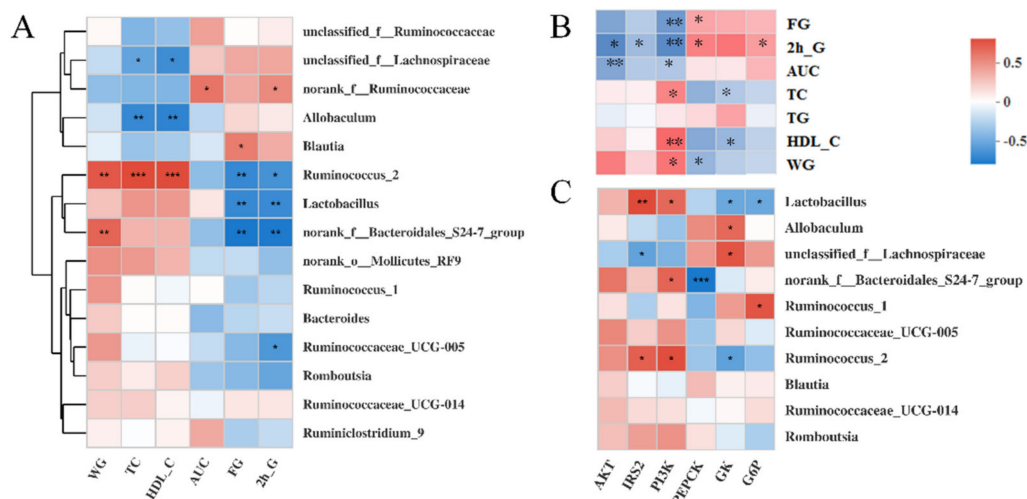 A
unclassified_f__Ruminococcaceae
unclassified_f__Lachnospiraceae
* *
norank_f__Ruminococcaceae
* *
Allobaculum
** **
Blautia
*
Ruminococcus_2
** *** *** ** *
Lactobacillus
** **
norank_f__Bacteroidales_S24-7_group
** ** **
norank_o__Mollicutes_RF9
Ruminococcus_1
Bacteroides
Ruminococcaceae_UCG-005
*
Romboutsia
Ruminococcaceae_UCG-014
Ruminiclostridium_9
WG TC HDL_C AUC FG 2h_G
B
** * FG
* * ** * * 2h_G
** * AUC
* * TC
TG
** * HDL_C
* * WG
0.5
0
-0.5
C
** * * * Lactobacillus
* Allobaculum
* * unclassified_f__Lachnospiraceae
* *** norank_f__Bacteroidales_S24-7_group
* Ruminococcus_1
Ruminococcaceae_UCG-005
* * * Ruminococcus_2
Blautia
Ruminococcaceae_UCG-014
Romboutsia
AKT IRS2 PI3K PEPCK GK G6P